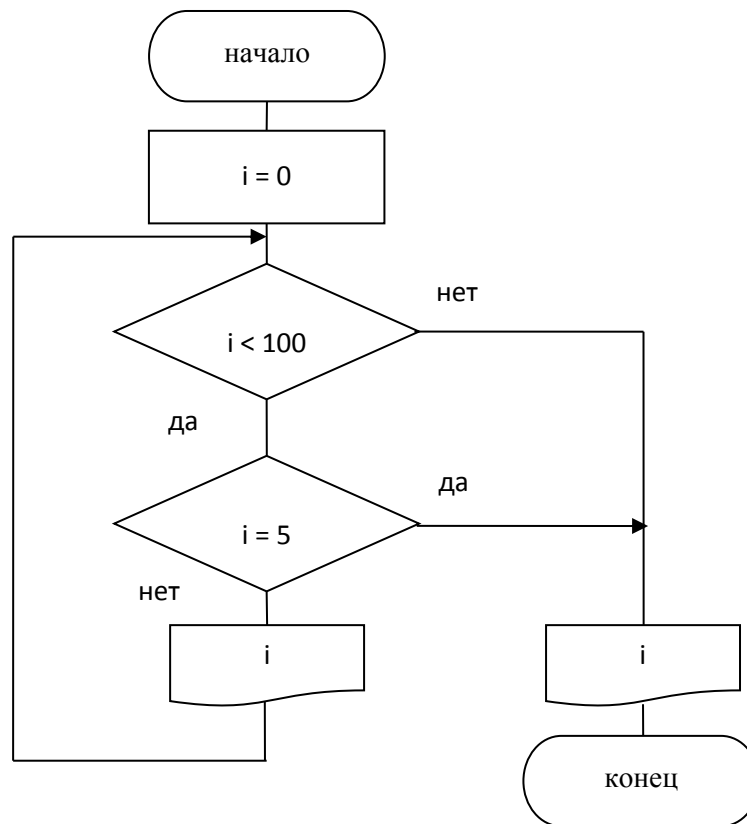 начало
i = 0
нет
i < 100
да
да
i = 5
нет
i
i
конец